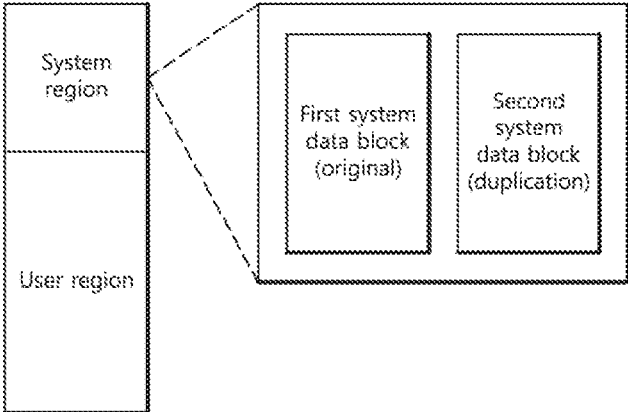 System
region
User region
First system
data block
(original)
Second
system
data block
(duplication)